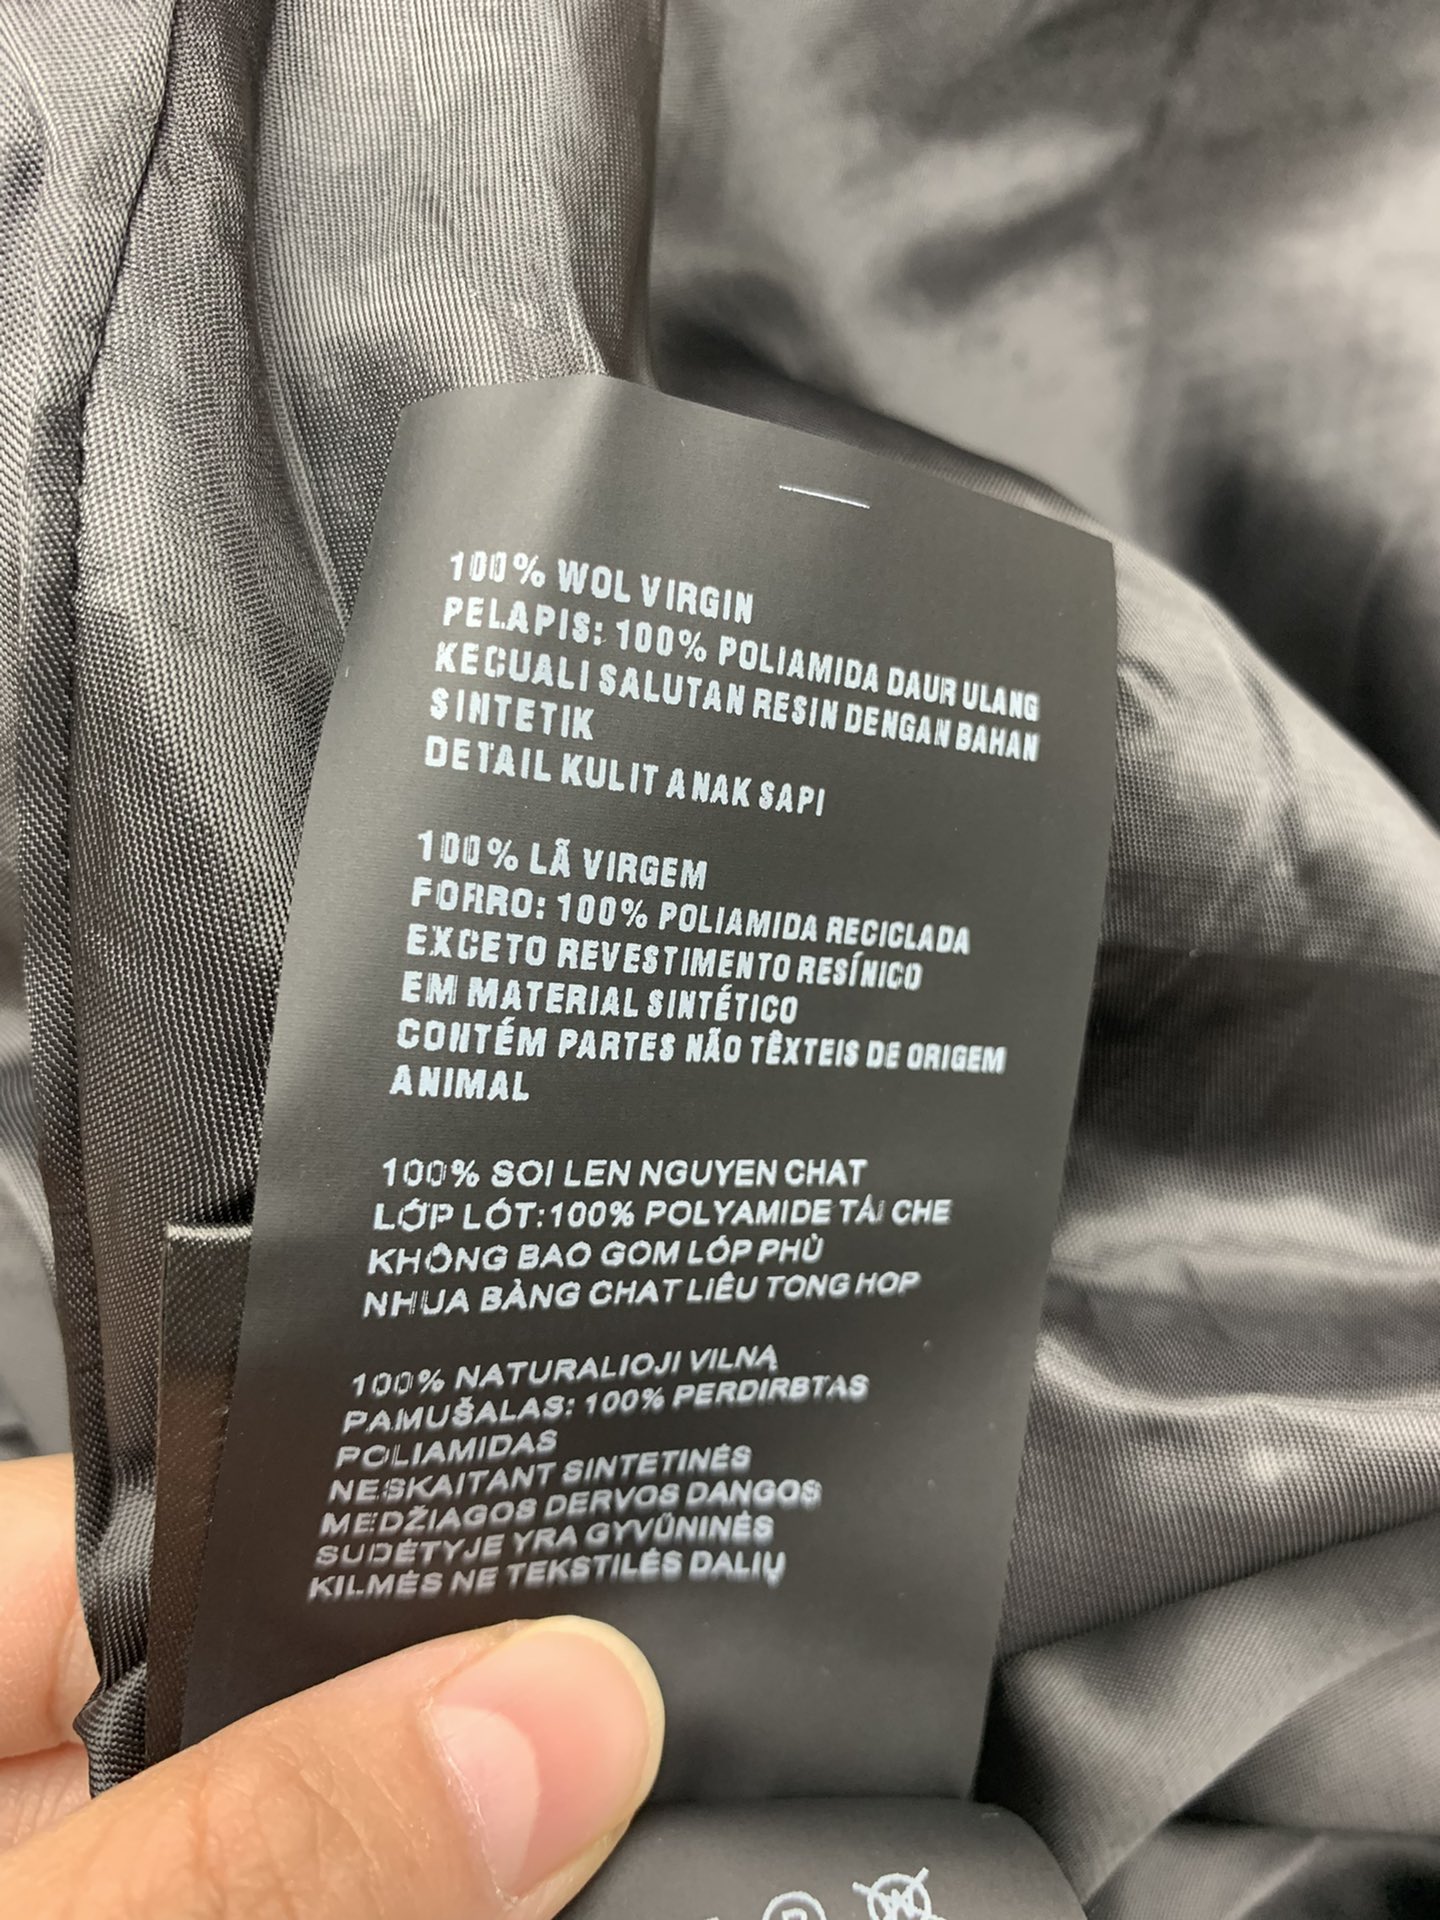 100% WOL VIRGIN
PELAPIS: 100% POLIAMIDA DAUR ULANG
KECUALI SALUTAN RESIN DENGAN BAHAN
SINTETIK
DETAIL KULIT ANAK SAPI
100% LÃ VIRGEM
FORRO: 100% POLIAMIDA RECICLADA
EXCETO REVESTIMENTO RESÍNICO
EM MATERIAL SINTÉTICO
CONTÉM PARTES NÃO TÊXTEIS DE ORIGEM
ANIMAL
100% SOI LEN NGUYEN CHAT
LỚP LÓT:100% POLYAMIDE TÁI CHE
KHÔNG BAO GOM LÓP PHỦ
NHUA BẰNG CHAT LIÊU TONG HOP
100% NATURALIOJI VILNĄ
PAMUŠALAS: 100% PERDIRBTAS
POLIAMIDAS
NESKAITANT SINTETINĖS
MEDŽIAGOS DERVOS DANGOS
SUDĖTYJE YRA GYVŪNINĖS
KILMĖS NE TEKSTILĖS DALIŲ